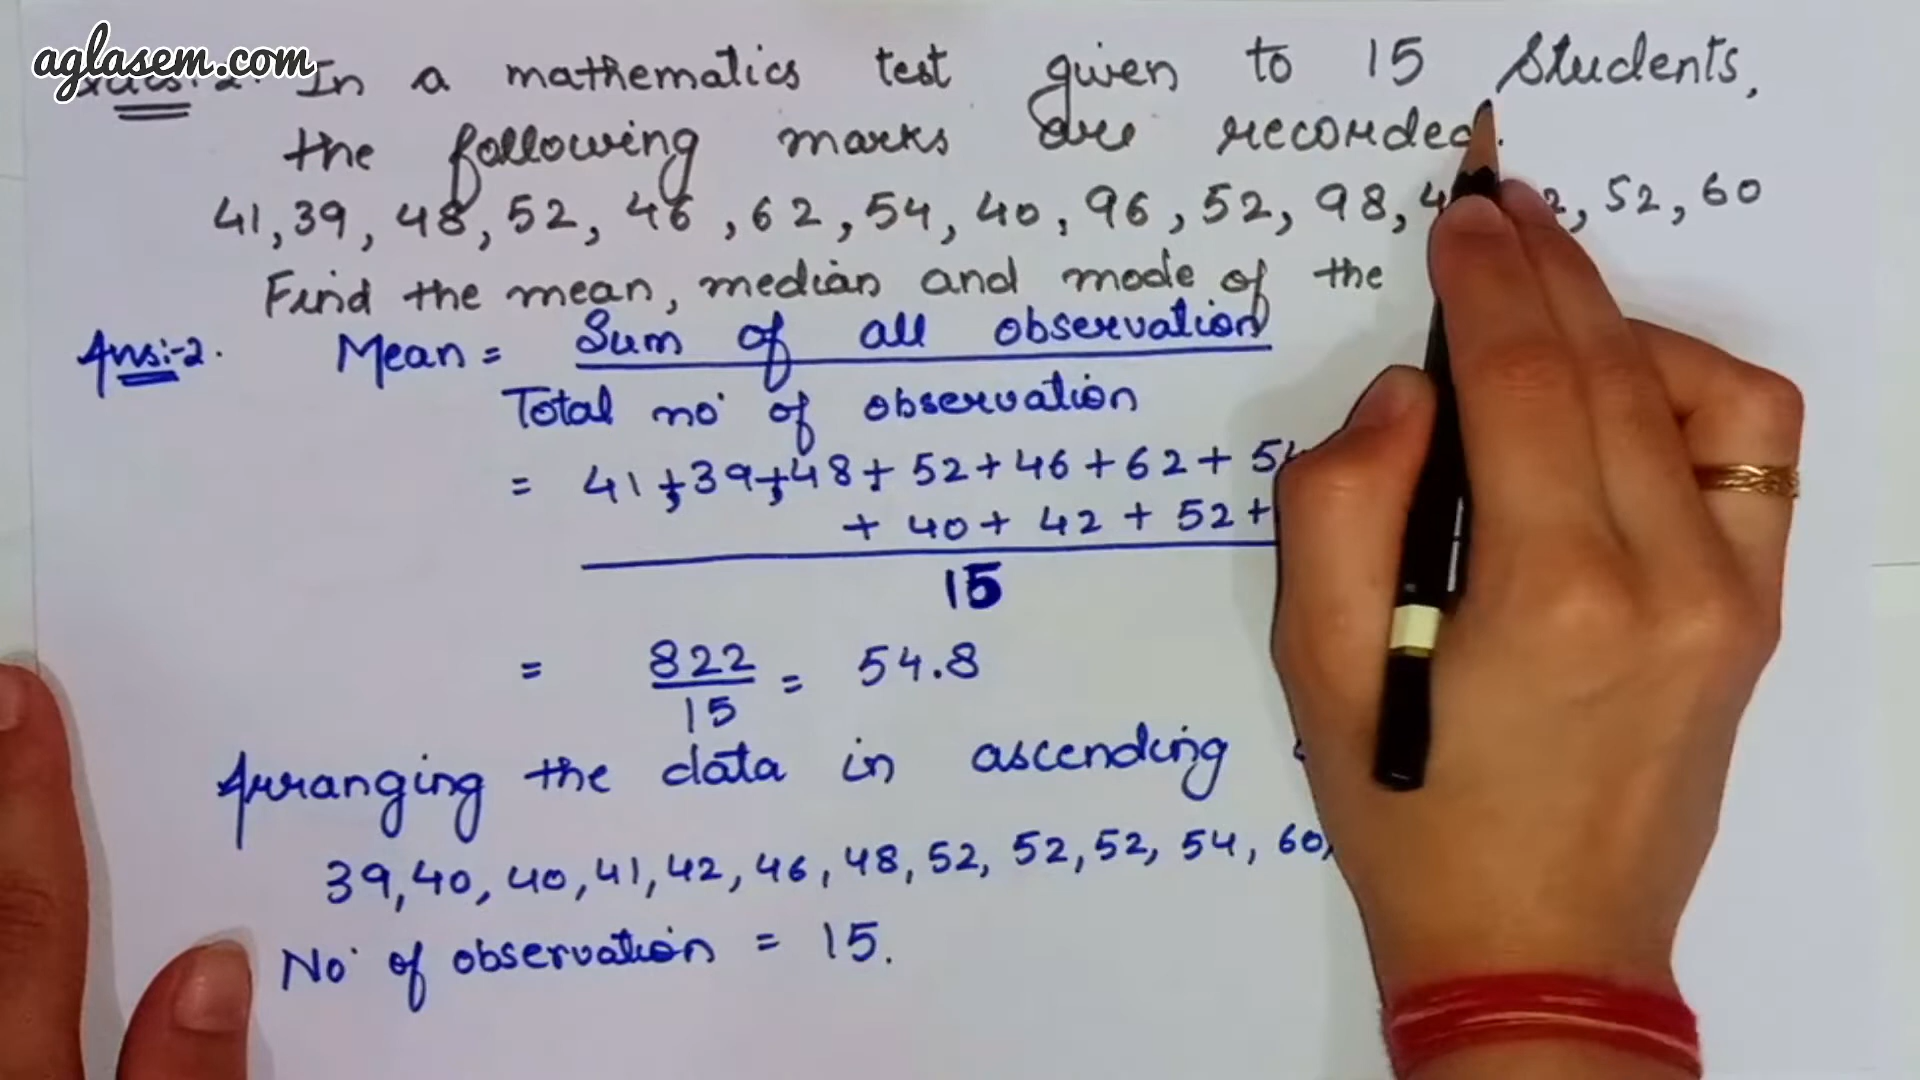 aglasem.com
In a mathematics test given to 15 Students,
the following marks are recorded.
41, 39, 48, 52, 46, 62, 54, 40, 96, 52, 98, 52, 60
Find the mean, median and mode of the
Ans:-2. Mean = Sum of all observation
Total no. of observation
= 41 + 39 + 48 + 52 + 46 + 62 + 54
+ 40 + 42 + 52 +
15
= 822/15 = 54.8
Arranging the data in ascending
39, 40, 40, 41, 42, 46, 48, 52, 52, 52, 54, 60,
No. of observation = 15.